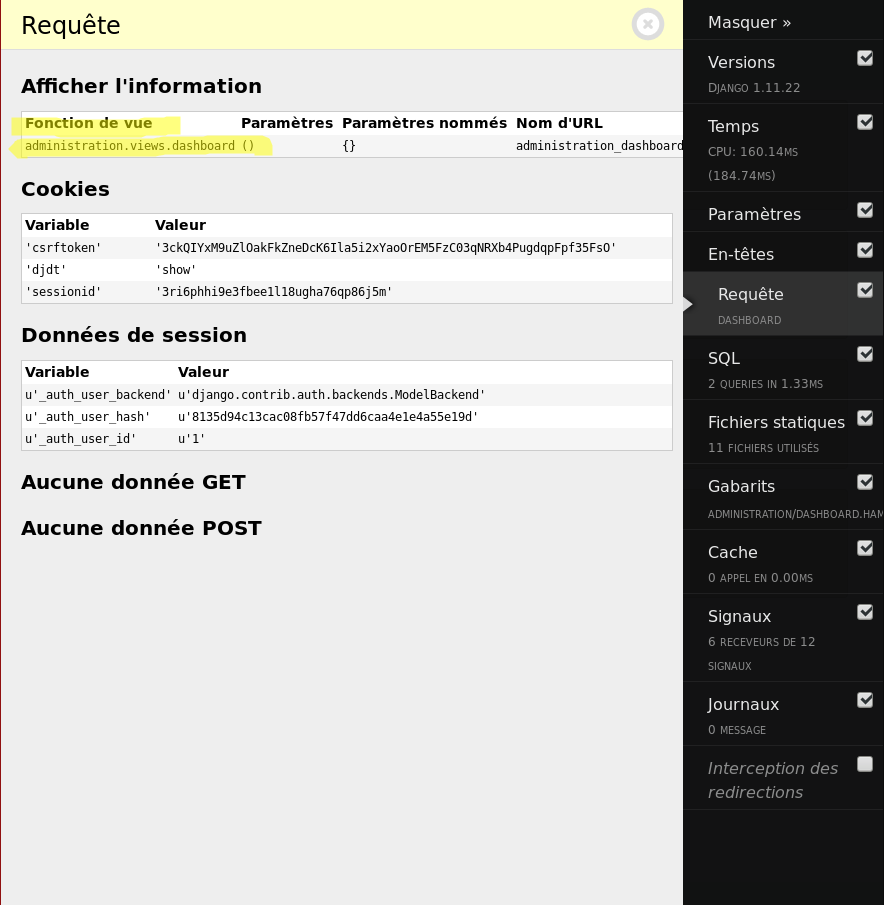 Requête
Afficher l'information
Fonction de vue Paramètres Paramètres nommés Nom d'URL
administration.views.dashboard () {} administration_dashboard
Cookies
Variable Valeur
'csrftoken' '3ckQIYxM9uZlOakFkZneDcK6Ila5i2xYaoOrEM5FzC03qNRXb4PugdqpFpf35FsO'
'djdt' 'show'
'sessionid' '3ri6phhi9e3fbee1l18ugha76qp86j5m'
Données de session
Variable Valeur
u'_auth_user_backend' u'django.contrib.auth.backends.ModelBackend'
u'_auth_user_hash' u'8135d94c13cac08fb57f47dd6caa4e1e4a55e19d'
u'_auth_user_id' u'1'
Aucune donnée GET
Aucune donnée POST
Masquer »
Versions
Django 1.11.22
Temps
CPU: 160.14ms
(184.74ms)
Paramètres
En-têtes
Requête
dashboard
SQL
2 queries in 1.33ms
Fichiers statiques
11 fichiers utilisés
Gabarits
administration/dashboard.ham
Cache
0 appel en 0.00ms
Signaux
6 receveurs de 12
signaux
Journaux
0 message
Interception des
redirections